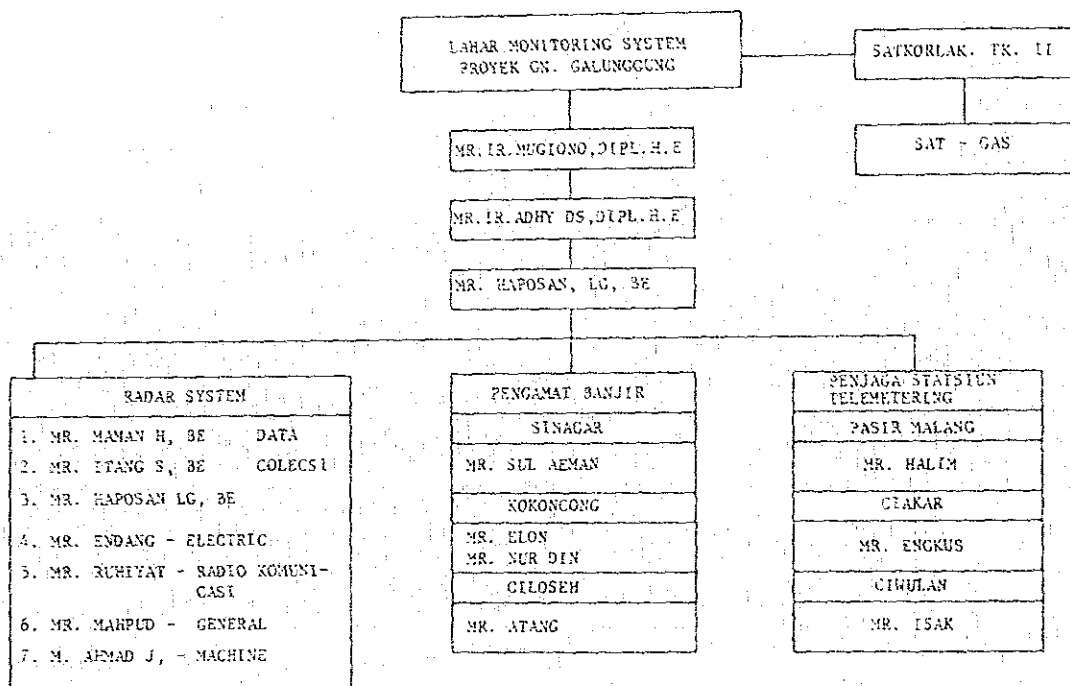 LAHAR MONITORING SYSTEM
PROYEK GN. GALUNGGUNG
SATKORLAK. TK. II
SAT - GAS
MR.IR.MUGIONO,DIPL.H.E
MR.IR.ADHY DS,DIPL.H.E
MR. HAPOSAN, LG, BE
RADAR SYSTEM
1. MR. MAMAN H, BE DATA
2. MR. ITANG S, BE COLECSI
3. MR. HAPOSAN LG, BE
4. MR. ENDANG - ELECTRIC
5. MR. RUHIYAT - RADIO KOMUNI-
CASI
6. MR. MAHPUD - GENERAL
7. M. AHMAD J, - MACHINE
PENGAMAT BANJIR
SINAGAR
MR. SUL AEMAN
KOKONCONG
MR. ELON
MR. NUR DIN
CILOSEH
MR. ATANG
PENJAGA STATSIUN
TELEMETERING
PASIR MALANG
MR. HALIM
CIAKAR
MR. ENGKUS
CIWULAN
MR. ISAK